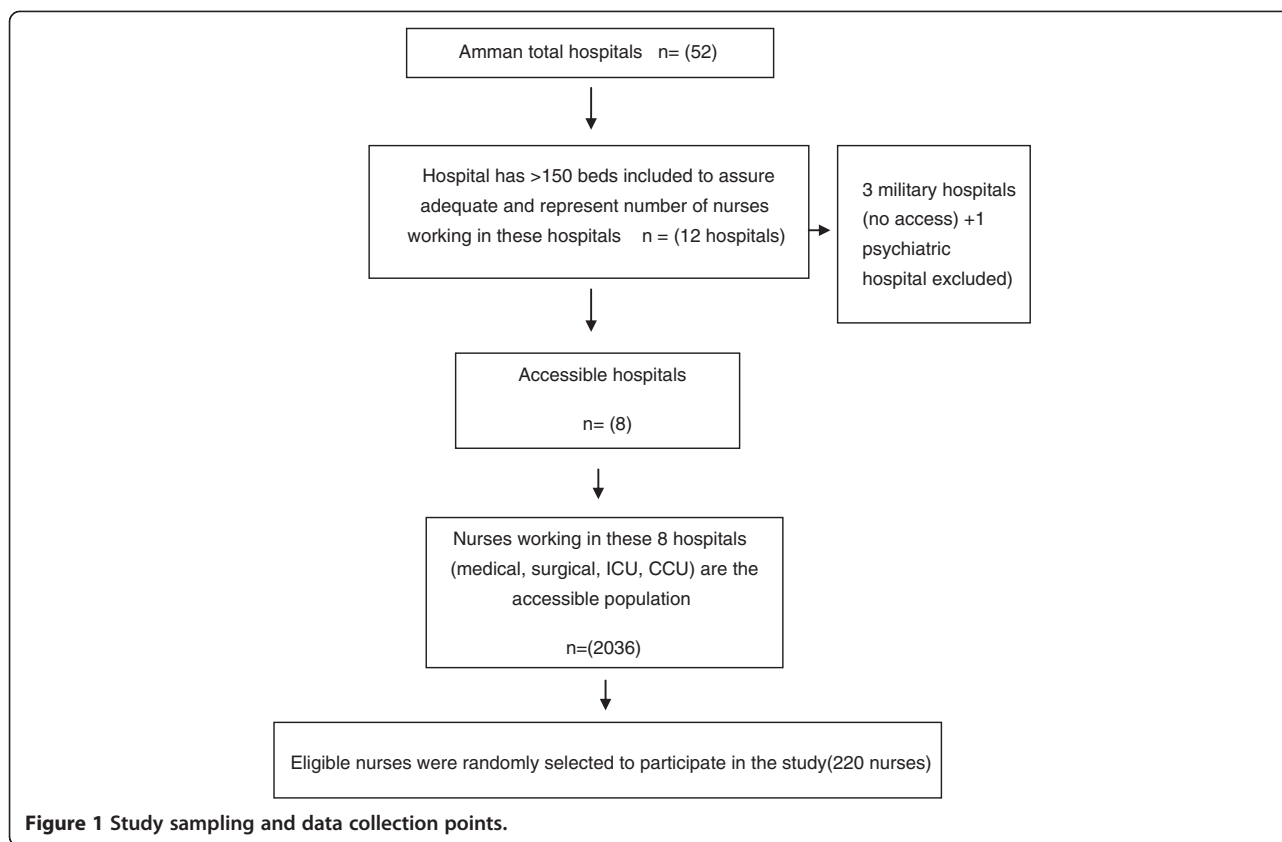 Amman total hospitals n= (52)
Hospital has >150 beds included to assure
adequate and represent number of nurses
working in these hospitals n = (12 hospitals)
3 military hospitals
(no access) +1
psychiatric
hospital excluded)
Accessible hospitals
n= (8)
Nurses working in these 8 hospitals
(medical, surgical, ICU, CCU) are the
accessible population
n=(2036)
Eligible nurses were randomly selected to participate in the study(220 nurses)
Figure 1 Study sampling and data collection points.